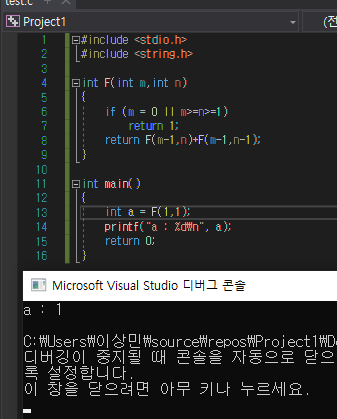 test.c
Project1
(전
1 #include <stdio.h>
2 #include <string.h>
3
4 int F(int m,int n)
5 {
6 if (m = 0 || m>=n>=1)
7 return 1;
8 return F(m-1,n)+F(m-1,n-1);
9 }
10
11 int main()
12 {
13 int a = F(1,1);
14 printf("a : %d\n", a);
15 return 0;
16 }
Microsoft Visual Studio 디버그 콘솔
a : 1
C:\Users\이상민\source\repos\Project1\De
디버깅이 중지될 때 콘솔을 자동으로 닫으
록 설정합니다.
이 창을 닫으려면 아무 키나 누르세요.